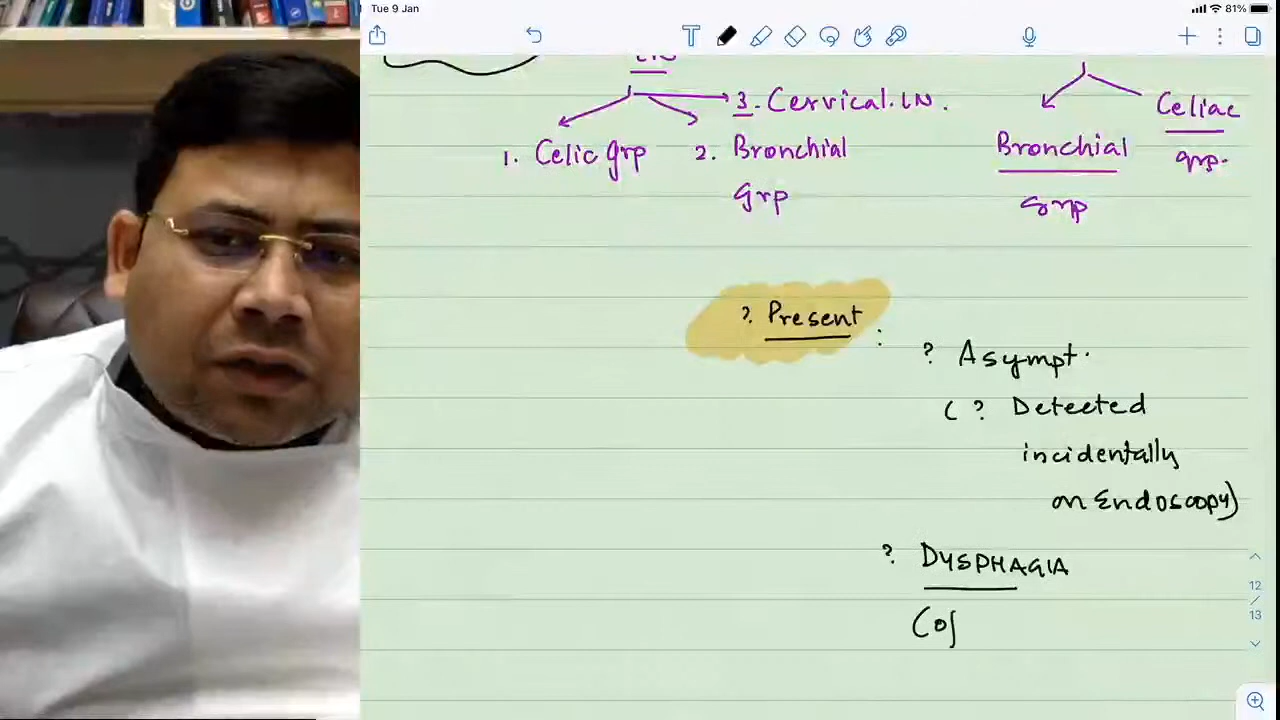 Tue 9 Jan
81%
T
3. Cervical. LN.
Celiac
grp.
1. Celic grp
2. Bronchial
grp
Bronchial
grp
?. Present :
? Asympt.
( ? Detected
incidentally
on Endoscopy)
? DYSPHAGIA
12
13